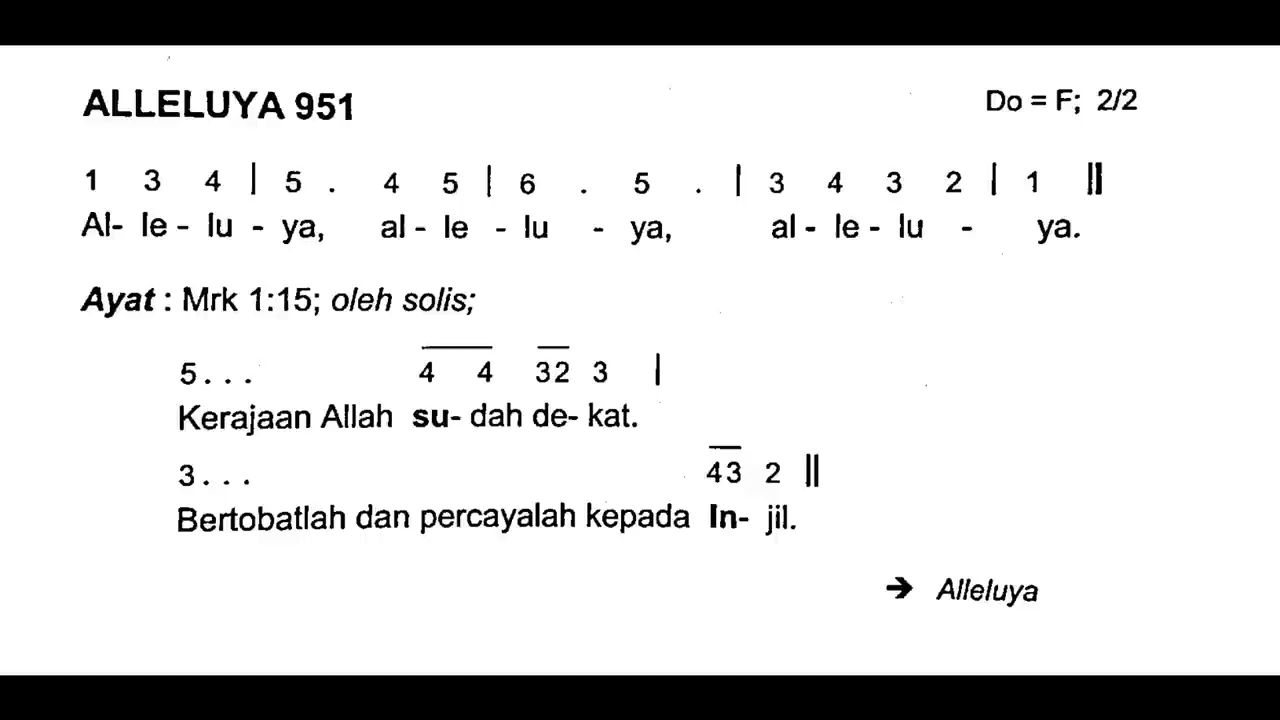 ALLELUYA 951 Do = F; 2/2
1 3 4 | 5 . 4 5 | 6 . 5 . | 3 4 3 2 | 1 ||
Al- le - lu - ya, al - le - lu - ya, al - le - lu - ya.
Ayat : Mrk 1:15; oleh solis;
5 . . . 4 4 32 3 |
Kerajaan Allah su- dah de- kat.
3 . . . 43 2 ||
Bertobatlah dan percayalah kepada In- jil.
→ Alleluya